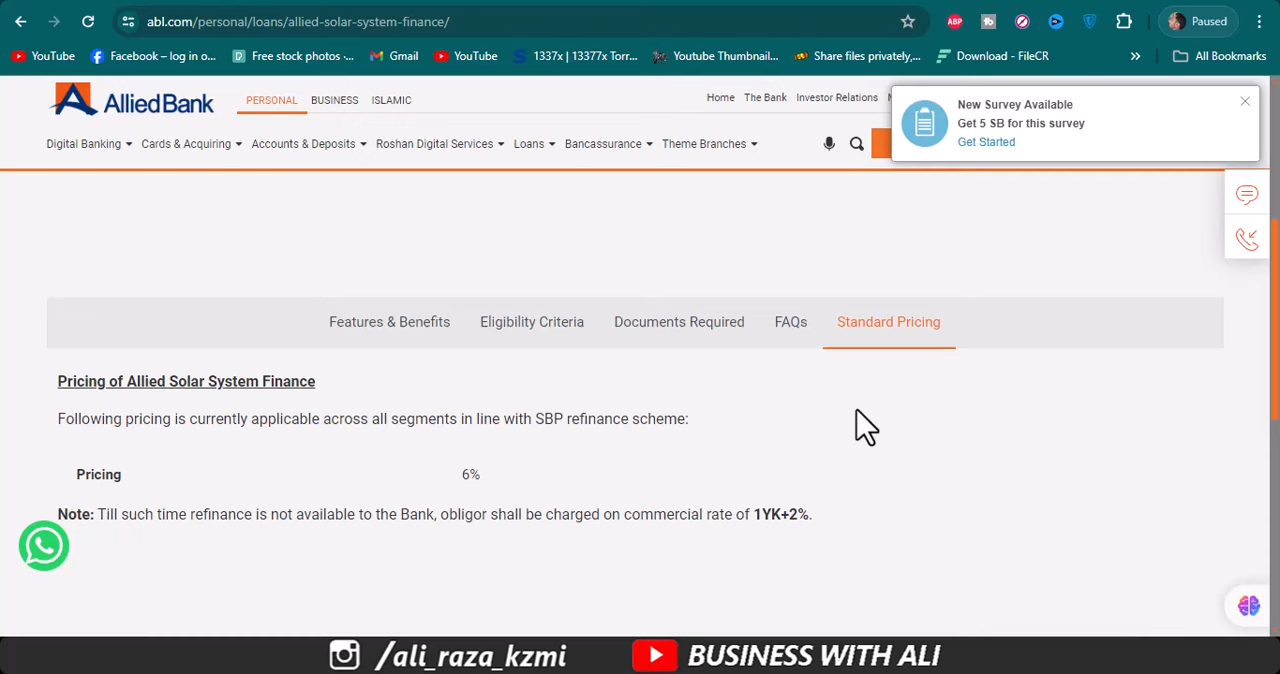 abl.com/personal/loans/allied-solar-system-finance/
ABP
Paused
YouTube
Facebook – log in o...
Free stock photos ·...
Gmail
YouTube
1337x | 13377x Torr...
Youtube Thumbnail...
Share files privately,...
Download - FileCR
»
All Bookmarks
Allied Bank
PERSONAL
BUSINESS
ISLAMIC
Home
The Bank
Investor Relations
New Survey Available
Get 5 SB for this survey
Get Started
Digital Banking
Cards & Acquiring
Accounts & Deposits
Roshan Digital Services
Loans
Bancassurance
Theme Branches
Features & Benefits
Eligibility Criteria
Documents Required
FAQs
Standard Pricing
Pricing of Allied Solar System Finance
Following pricing is currently applicable across all segments in line with SBP refinance scheme:
Pricing 6%
Note: Till such time refinance is not available to the Bank, obligor shall be charged on commercial rate of 1YK+2%.
/ali_raza_kzmi
BUSINESS WITH ALI